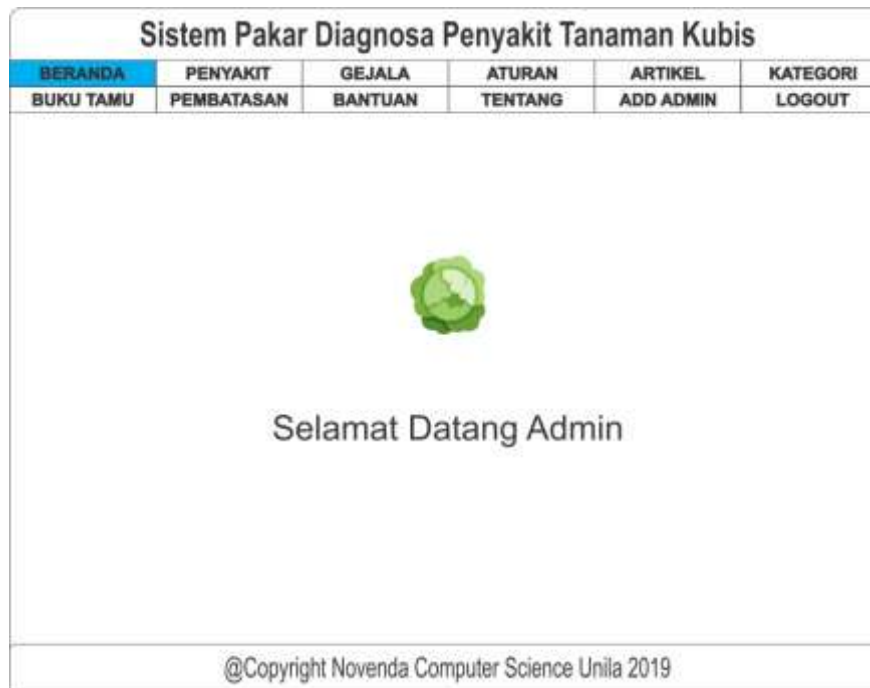 Sistem Pakar Diagnosa Penyakit Tanaman Kubis
BERANDA PENYAKIT GEJALA ATURAN ARTIKEL KATEGORI
BUKU TAMU PEMBATASAN BANTUAN TENTANG ADD ADMIN LOGOUT
Selamat Datang Admin
@Copyright Novenda Computer Science Unila 2019